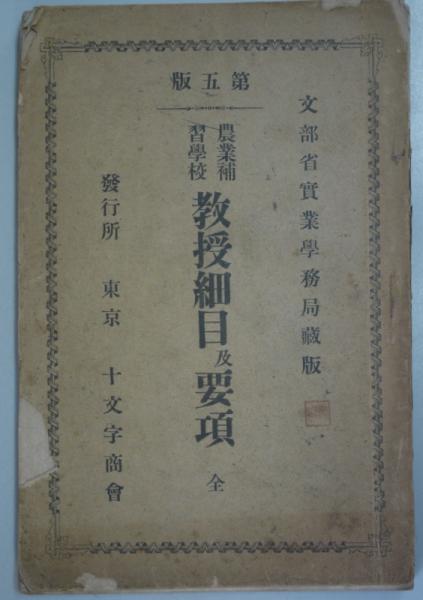 第五版
文部省實業學務局藏版
農業補習學校
教授細目及要項 全
發行所 東京 十文字商會